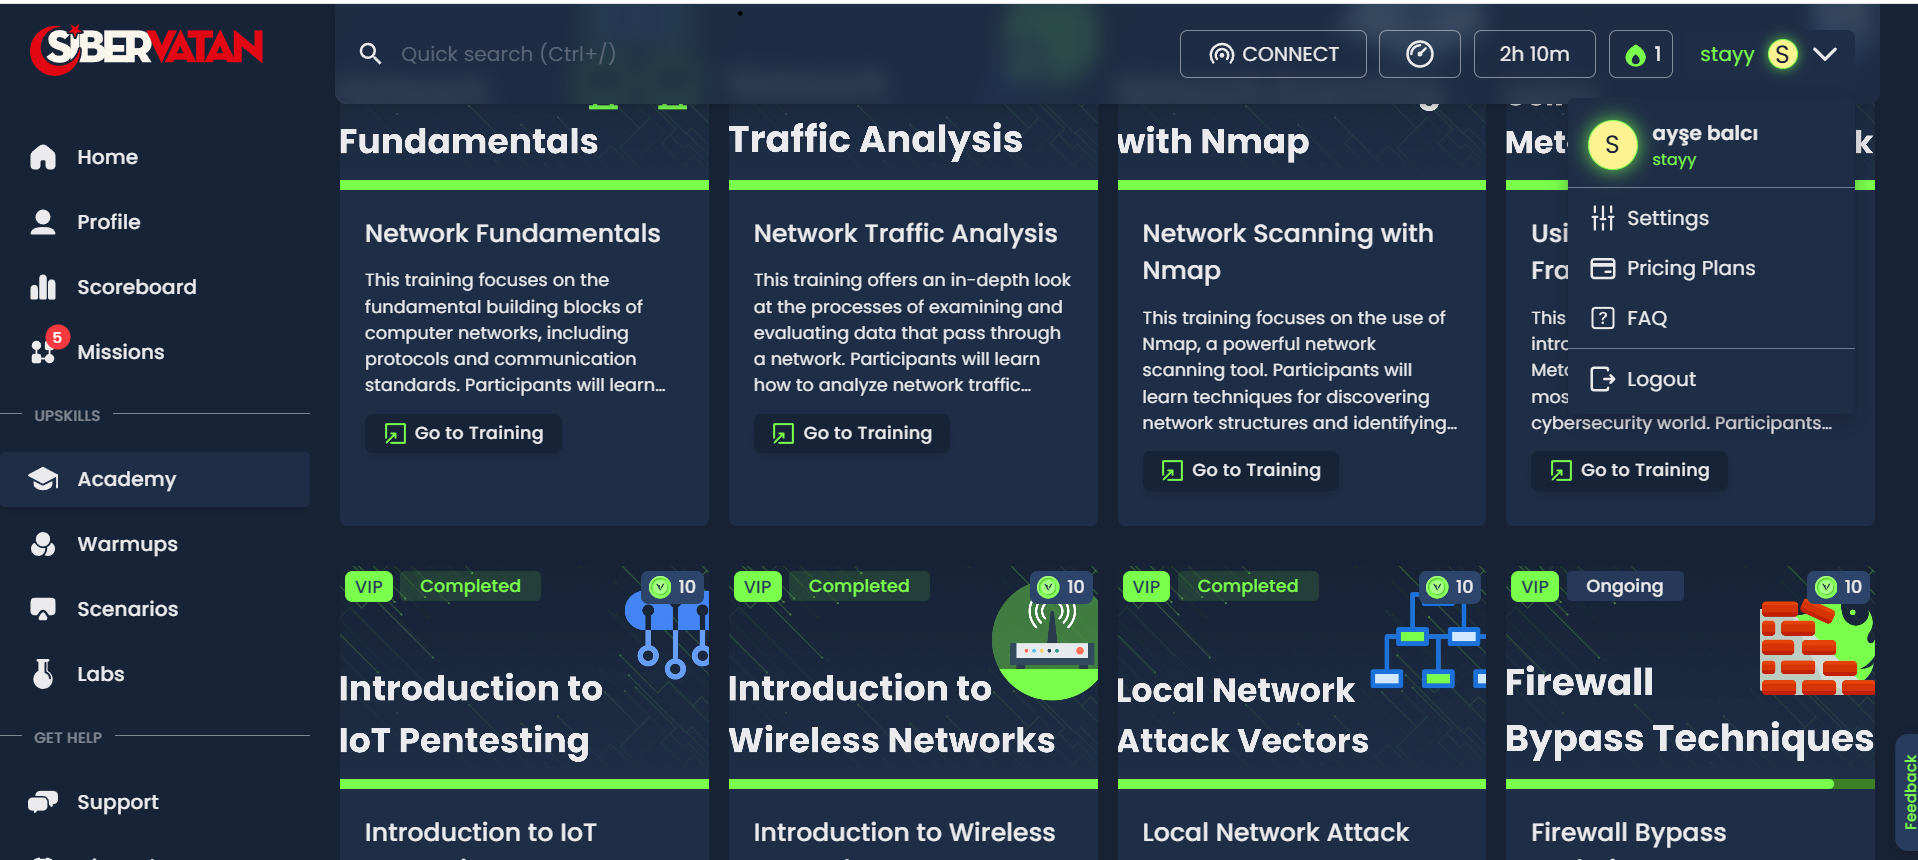 SİBERVATAN
Quick search (Ctrl+/)
CONNECT
2h 10m
1
stayy
S
Home
Profile
Scoreboard
5
Missions
UPSKILLS
Academy
Warmups
Scenarios
Labs
GET HELP
Support
S
ayşe balcı
stayy
Settings
Pricing Plans
FAQ
Logout
Fundamentals
Network Fundamentals
This training focuses on the
fundamental building blocks of
computer networks, including
protocols and communication
standards. Participants will learn...
Go to Training
Traffic Analysis
Network Traffic Analysis
This training offers an in-depth look
at the processes of examining and
evaluating data that pass through
a network. Participants will learn
how to analyze network traffic...
Go to Training
with Nmap
Network Scanning with
Nmap
This training focuses on the use of
Nmap, a powerful network
scanning tool. Participants will
learn techniques for discovering
network structures and identifying...
Go to Training
Met
k
Usi
Fra
This
intro
Meta
mos
cybersecurity world. Participants...
Go to Training
VIP
Completed
10
Introduction to
IoT Pentesting
Introduction to IoT
VIP
Completed
10
Introduction to
Wireless Networks
Introduction to Wireless
VIP
Completed
10
Local Network
Attack Vectors
Local Network Attack
VIP
Ongoing
10
Firewall
Bypass Techniques
Firewall Bypass
Feedback